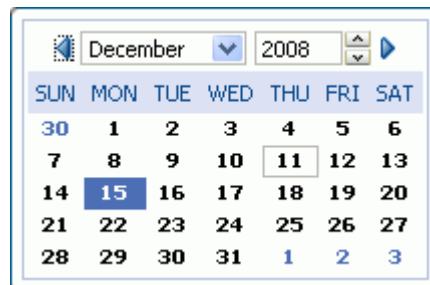 December 2008
SUN MON TUE WED THU FRI SAT
30 1 2 3 4 5 6
7 8 9 10 11 12 13
14 15 16 17 18 19 20
21 22 23 24 25 26 27
28 29 30 31 1 2 3